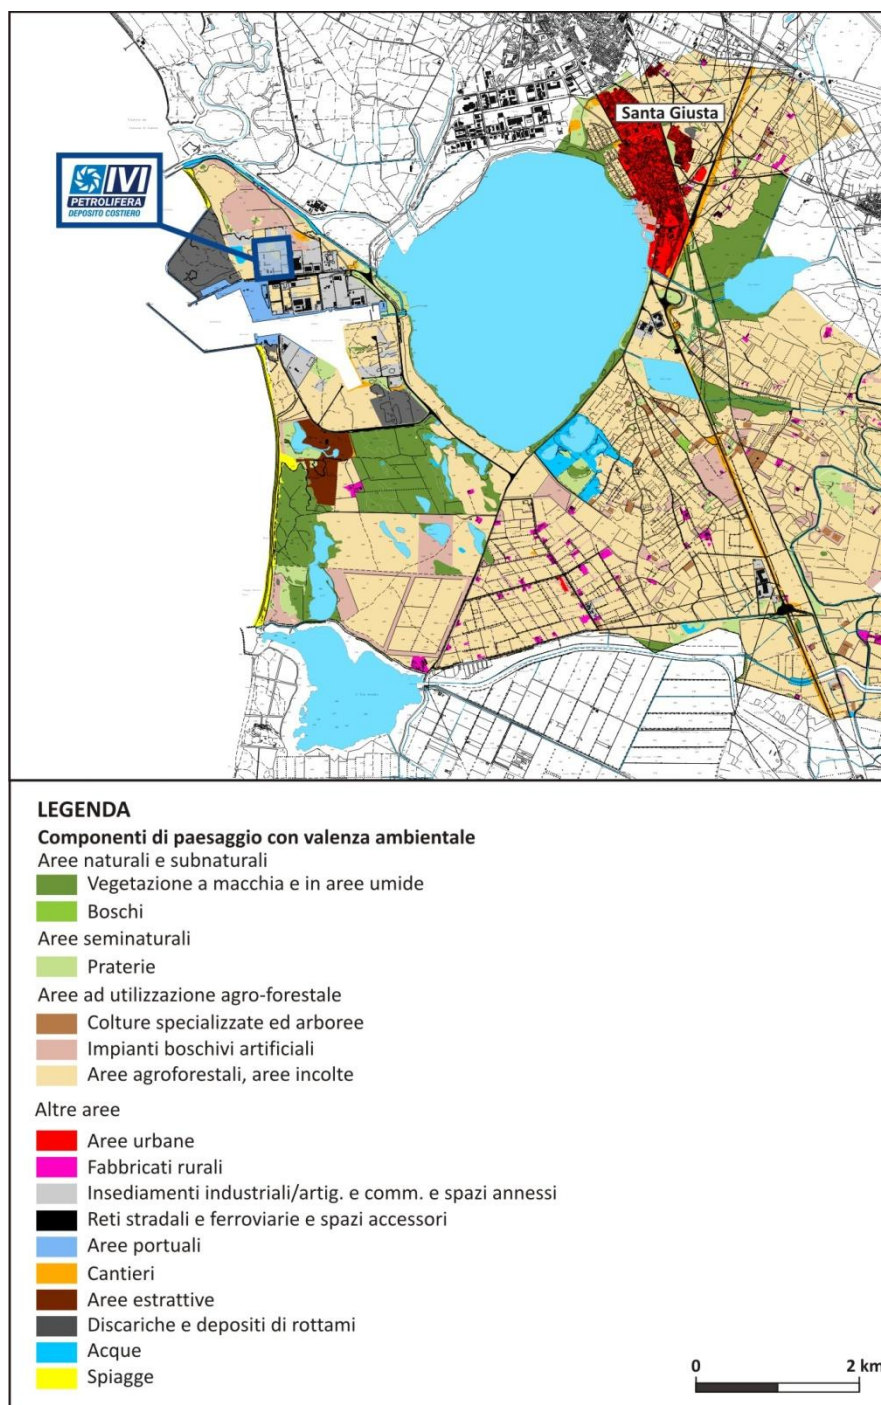 Santa Giusta
IVI
PETROLIFERA
DEPOSITO COSTIERO
LEGENDA
Componenti di paesaggio con valenza ambientale
Aree naturali e subnaturali
Vegetazione a macchia e in aree umide
Boschi
Aree seminaturali
Praterie
Aree ad utilizzazione agro-forestale
Colture specializzate ed arboree
Impianti boschivi artificiali
Aree agroforestali, aree incolte
Altre aree
Aree urbane
Fabbricati rurali
Insediamenti industriali/artig. e comm. e spazi annessi
Reti stradali e ferroviarie e spazi accessori
Aree portuali
Cantieri
Aree estrattive
Discariche e depositi di rottami
Acque
Spiagge
0 2 km